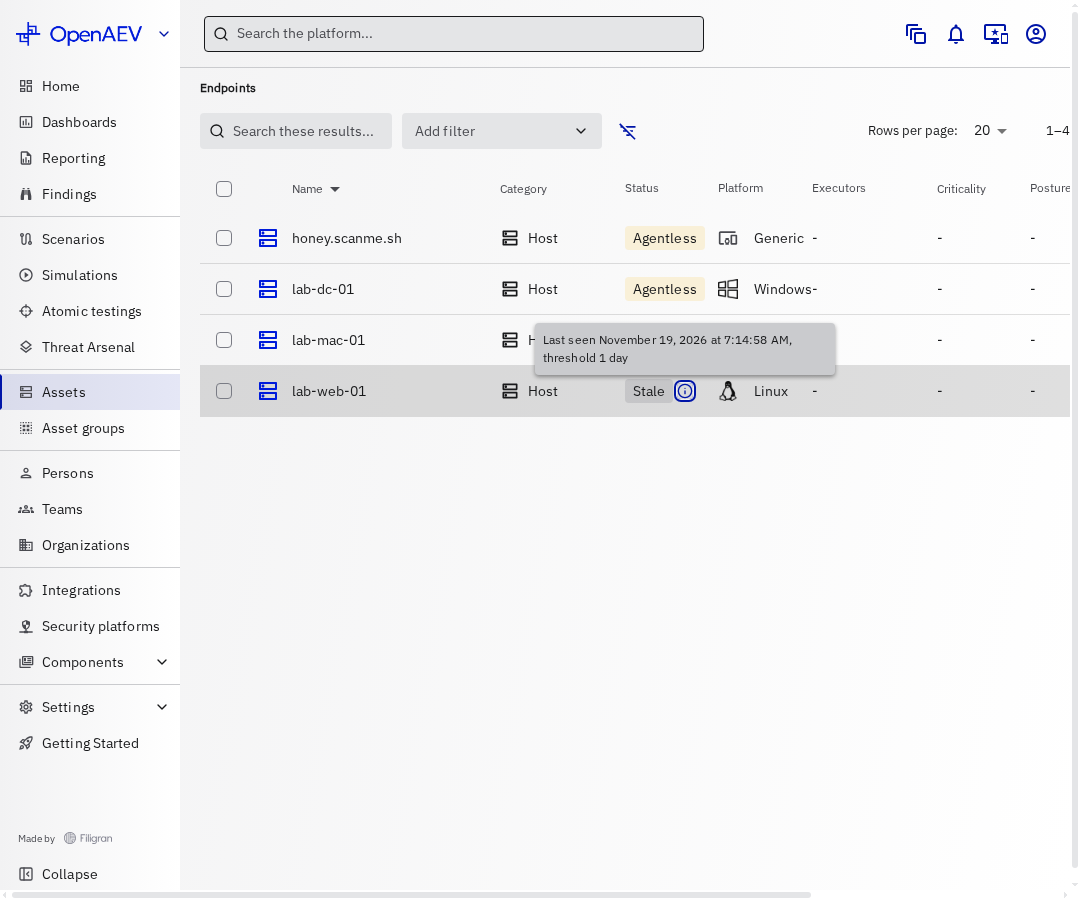 OpenAEV
Search the platform...
Home
Dashboards
Reporting
Findings
Scenarios
Simulations
Atomic testings
Threat Arsenal
Assets
Asset groups
Persons
Teams
Organizations
Integrations
Security platforms
Components
Settings
Getting Started
Made by Filigran
Collapse
Endpoints
Search these results...
Add filter
Rows per page: 20 1–4
Name Category Status Platform Executors Criticality Posture
honey.scanme.sh Host Agentless Generic - - -
lab-dc-01 Host Agentless Windows - - -
lab-mac-01 - -
Last seen November 19, 2026 at 7:14:58 AM,
threshold 1 day
lab-web-01 Host Stale Linux - - -